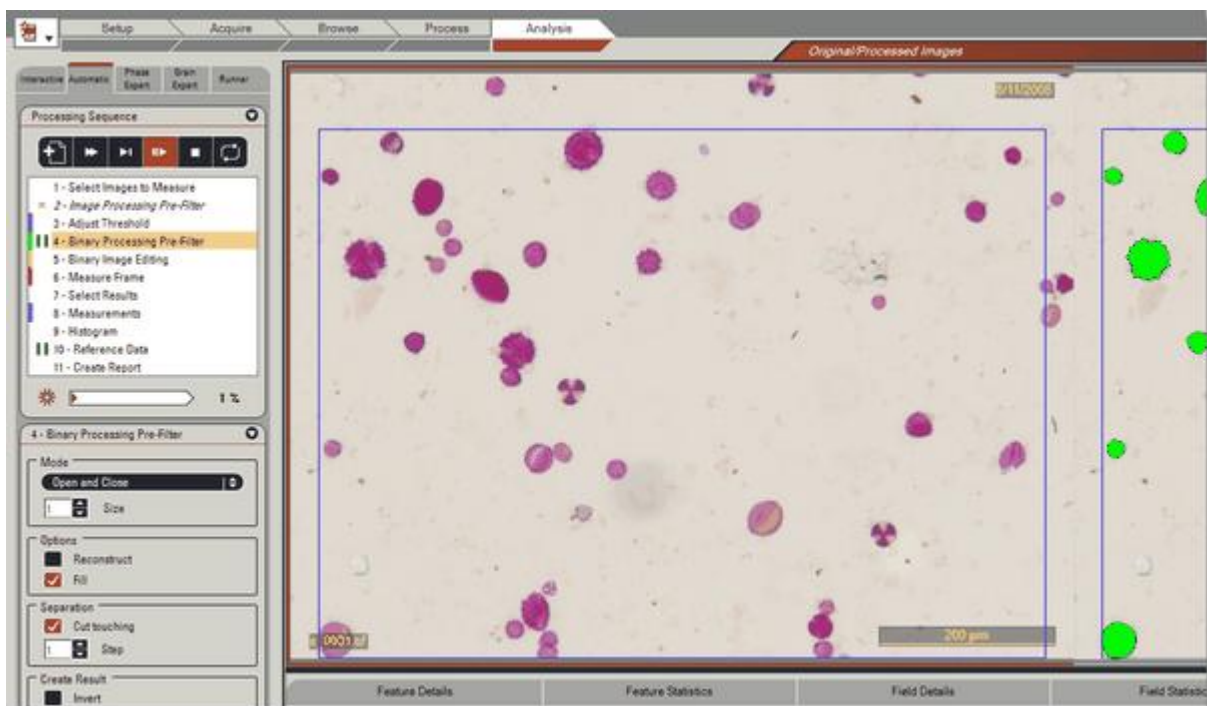 Setup Acquire Browse Process Analysis
Original/Processed Images
Interactive Automatic Phase Expert Grain Expert Runner
Processing Sequence
1 - Select Images to Measure
2 - Image Processing Pre-Filter
3 - Adjust Threshold
4 - Binary Processing Pre-Filter
5 - Binary Image Editing
6 - Measure Frame
7 - Select Results
8 - Measurements
9 - Histogram
10 - Reference Data
11 - Create Report
1 %
4 - Binary Processing Pre-Filter
Mode
Open and Close
1 Size
Options
Reconstruct
Fill
Separation
Cut touching
1 Step
Create Result
Invert
/11/2005
200 µm
Feature Details Feature Statistics Field Details Field Statistic